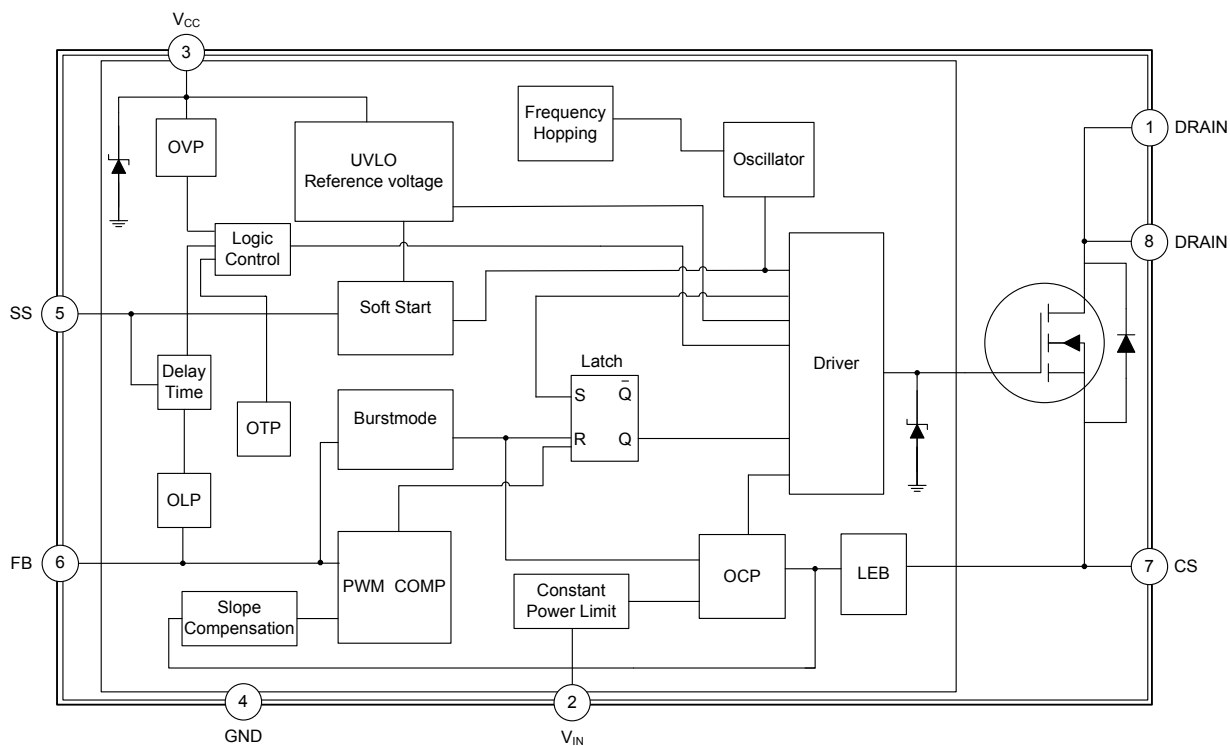 V_CC
3
Frequency
Hopping
Oscillator
OVP
UVLO
Reference voltage
1
DRAIN
Logic
Control
8
DRAIN
SS
5
Soft Start
Delay
Time
OTP
Burstmode
Latch
S
Q̅
R
Q
Driver
OLP
FB
6
PWM COMP
Slope
Compensation
Constant
Power Limit
OCP
LEB
7
CS
4
GND
2
V_IN